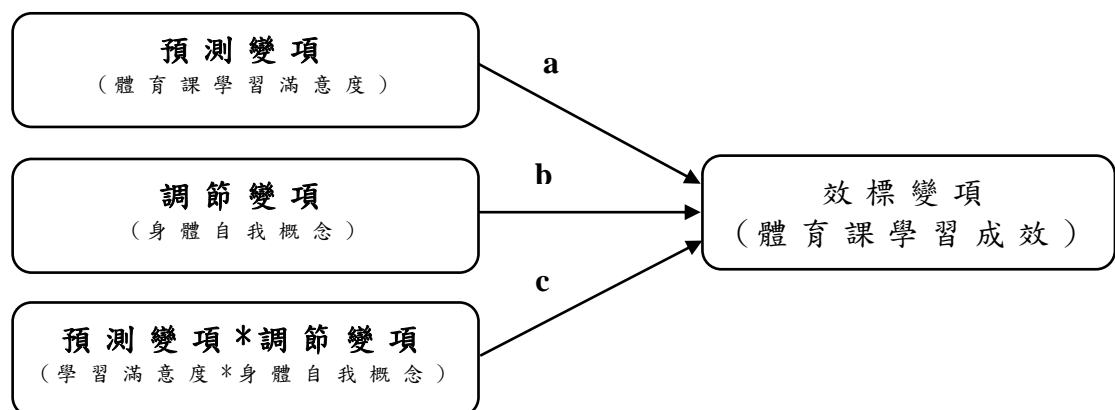 預測變項
（體育課學習滿意度）
a
調節變項
（身體自我概念）
b
效標變項
（體育課學習成效）
c
預測變項*調節變項
（學習滿意度*身體自我概念）